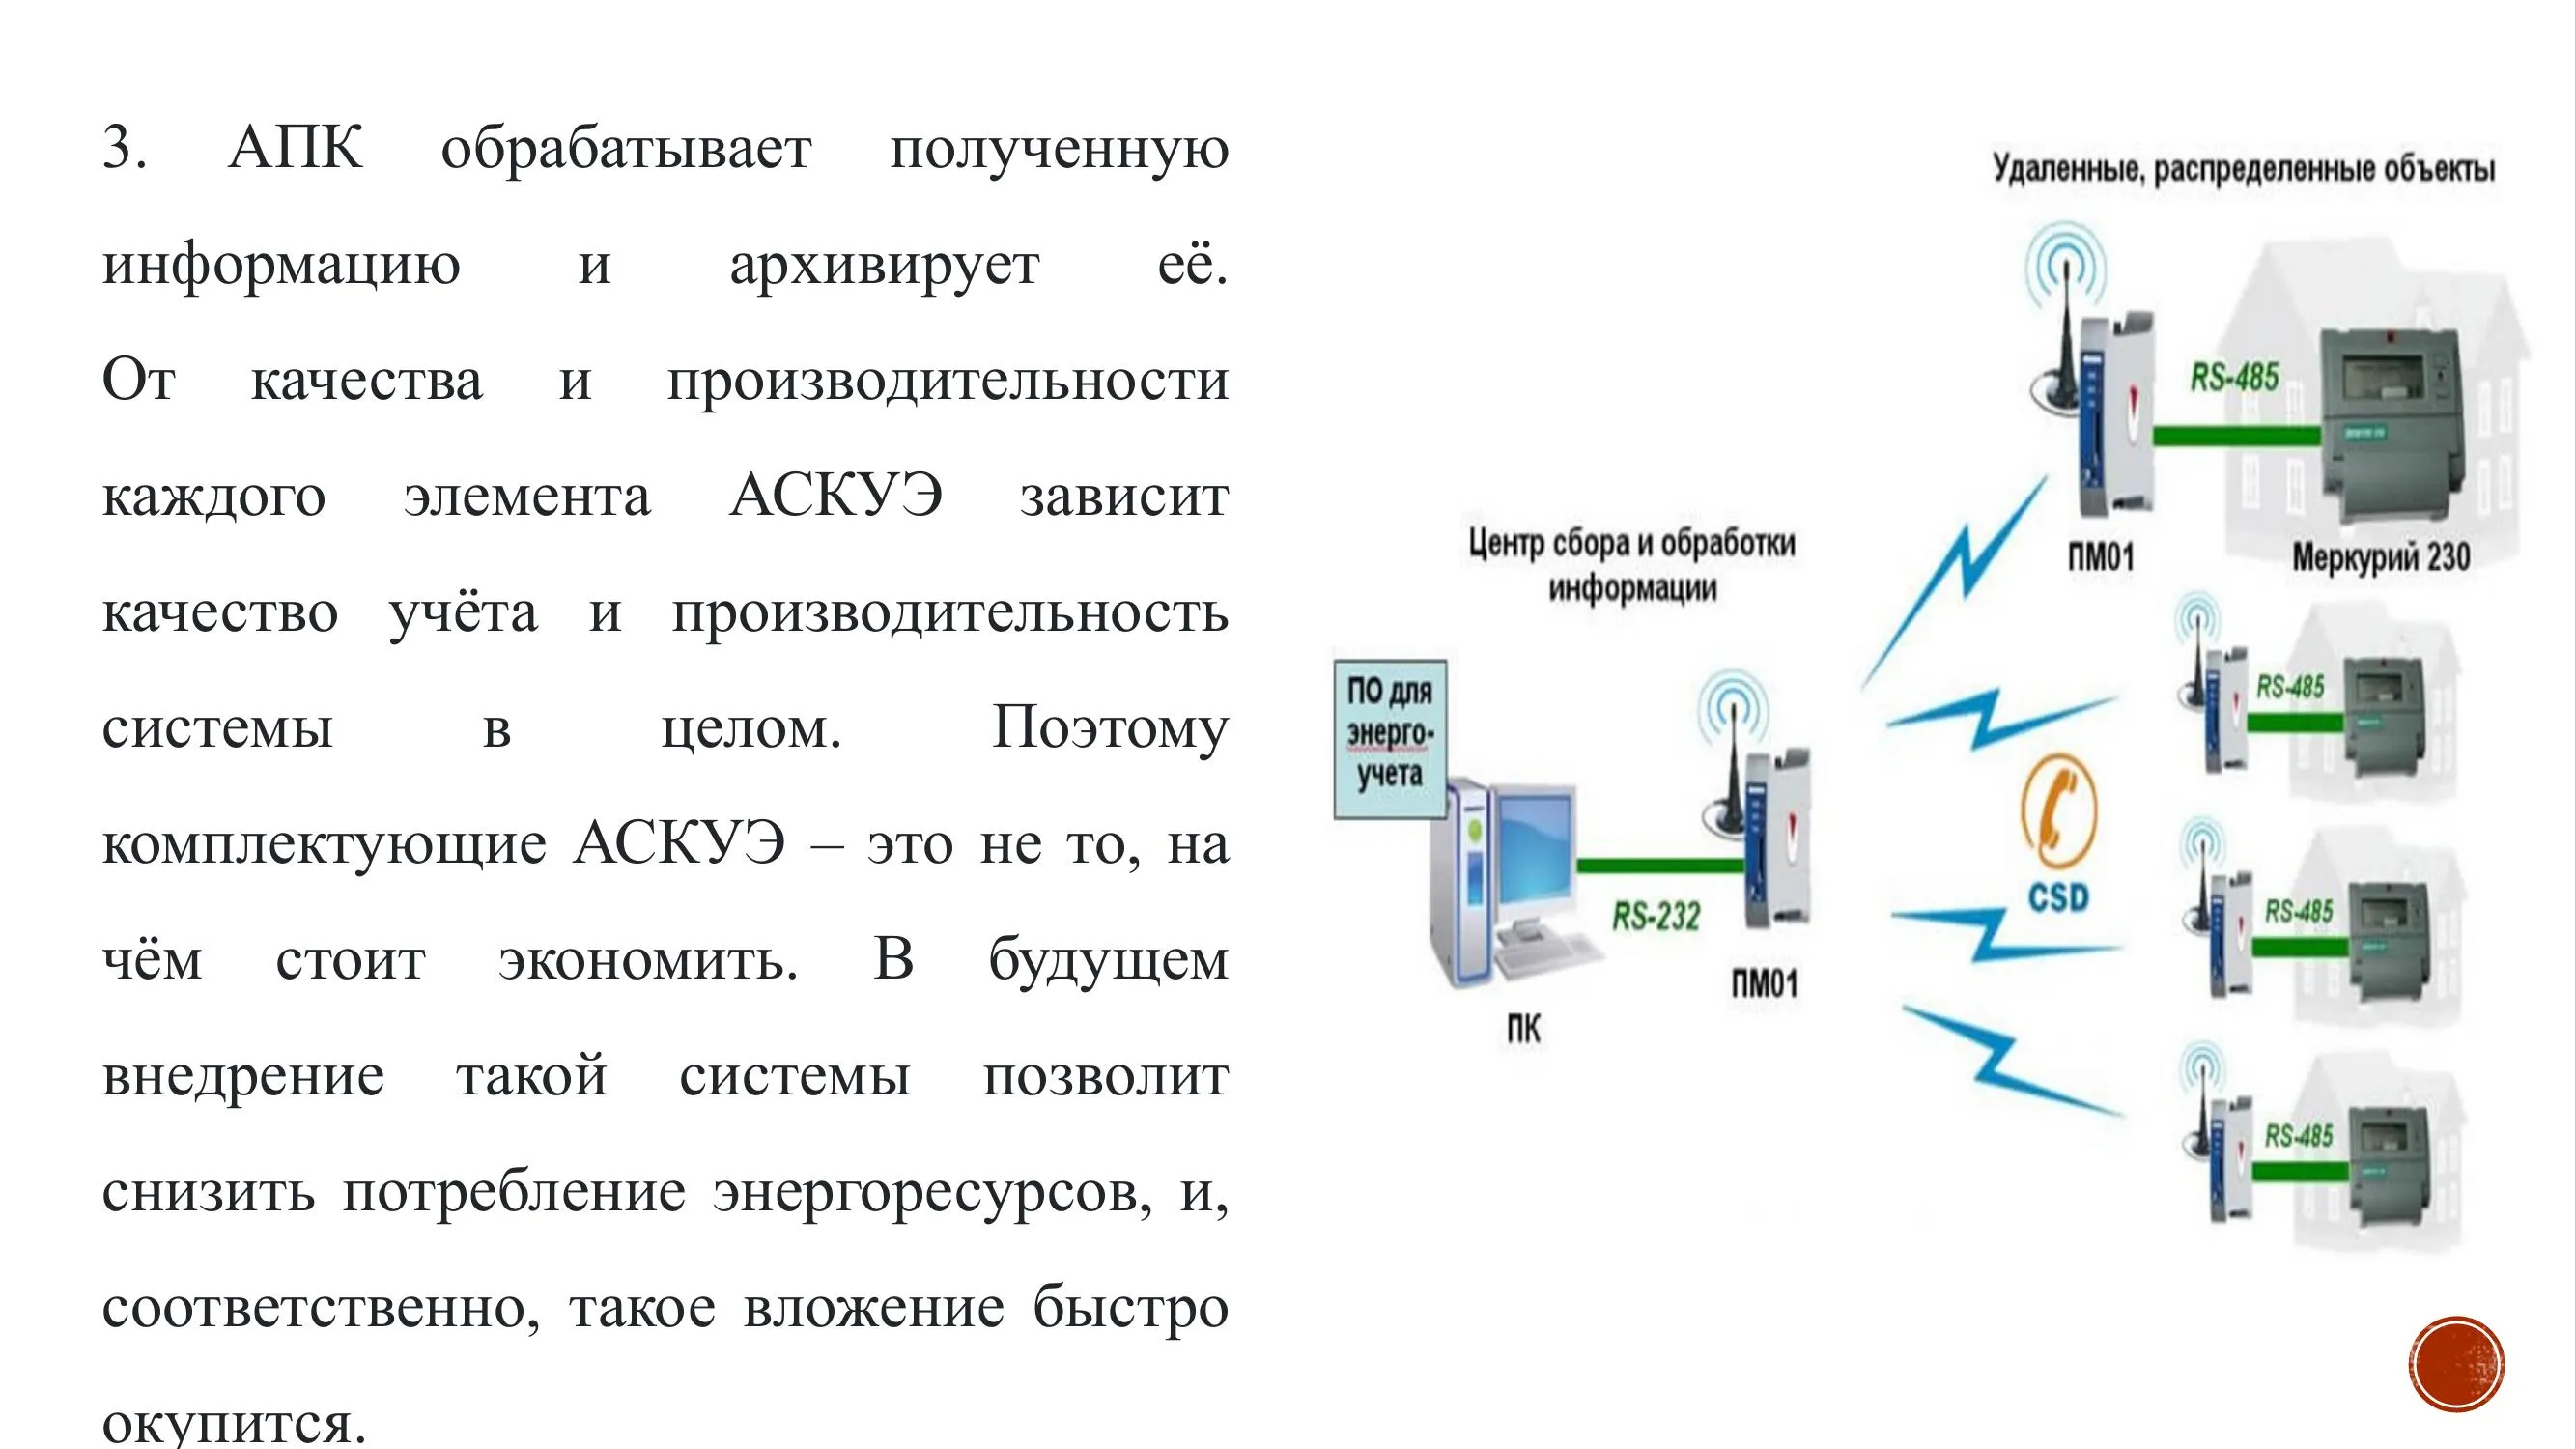 3. АПК обрабатывает полученную
информацию и архивирует её.
От качества и производительности
каждого элемента АСКУЭ зависит
качество учёта и производительность
системы в целом. Поэтому
комплектующие АСКУЭ – это не то, на
чём стоит экономить. В будущем
внедрение такой системы позволит
снизить потребление энергоресурсов, и,
соответственно, такое вложение быстро
окупится.
Удаленные, распределенные объекты
RS-485
ПМ01
Меркурий 230
Центр сбора и обработки
информации
ПО для
энерго-
учета
RS-232
ПМ01
ПК
CSD
RS-485
RS-485
RS-485